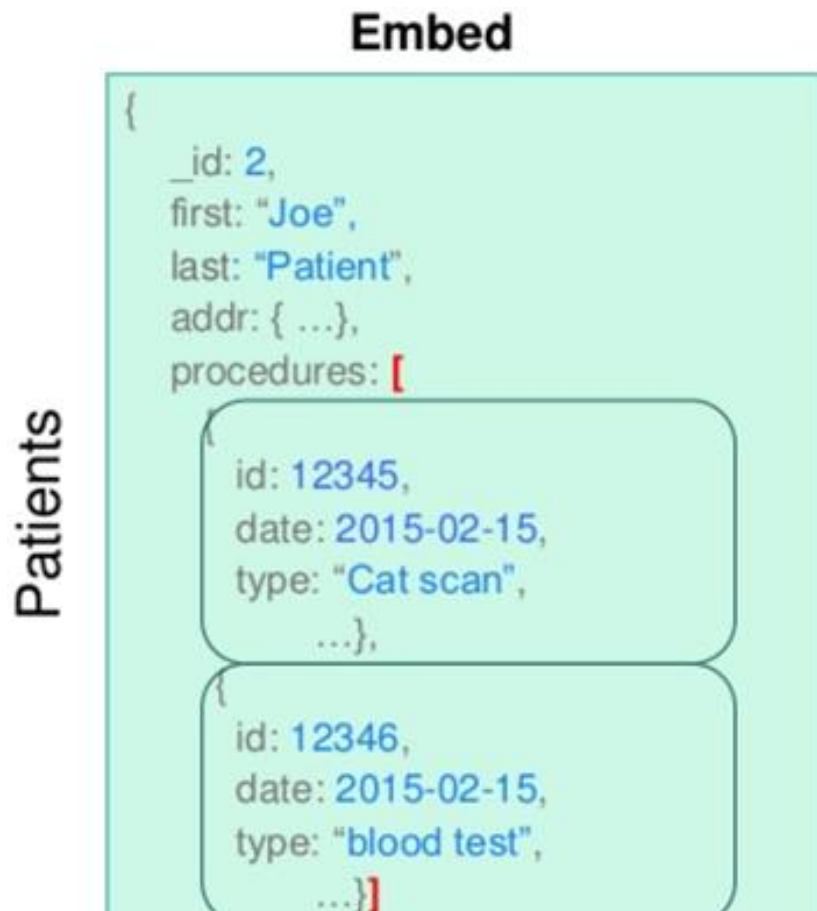 Embed
Patients
{
_id: 2,
first: “Joe”,
last: “Patient”,
addr: { …},
procedures: [
{
id: 12345,
date: 2015-02-15,
type: “Cat scan”,
…},
{
id: 12346,
date: 2015-02-15,
type: “blood test”,
…}]